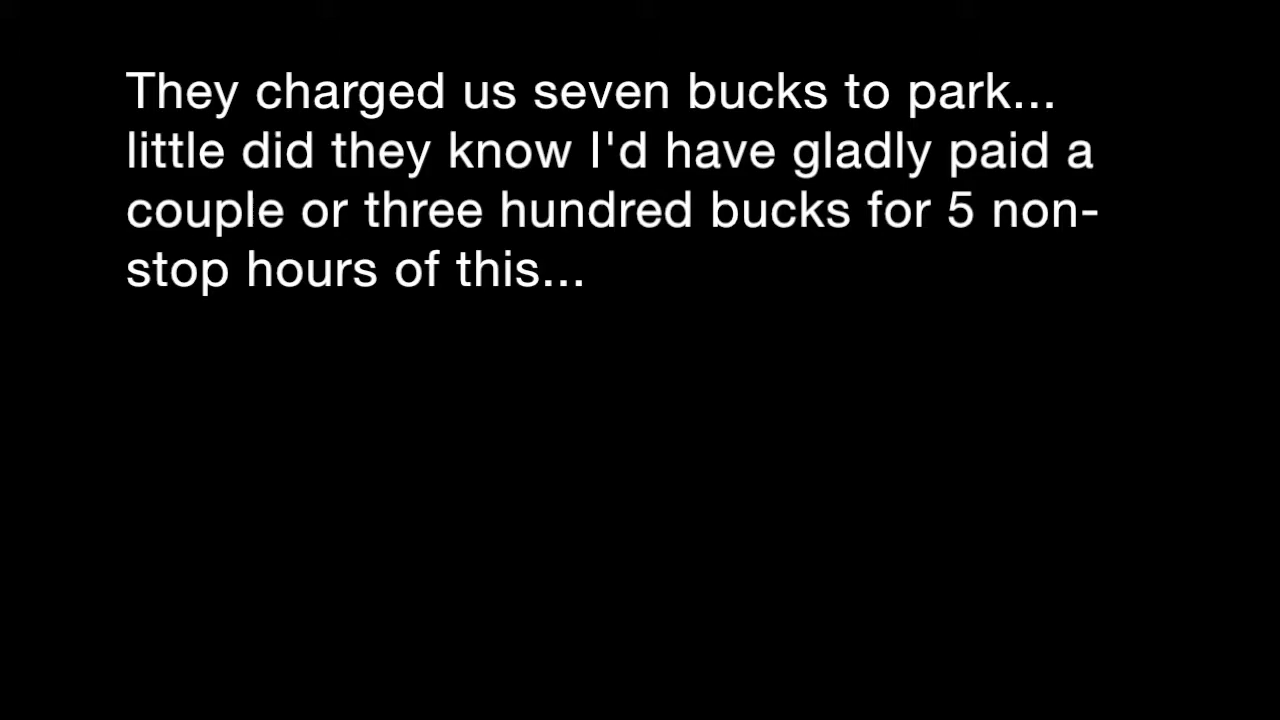 They charged us seven bucks to park...
little did they know I'd have gladly paid a
couple or three hundred bucks for 5 non-
stop hours of this...